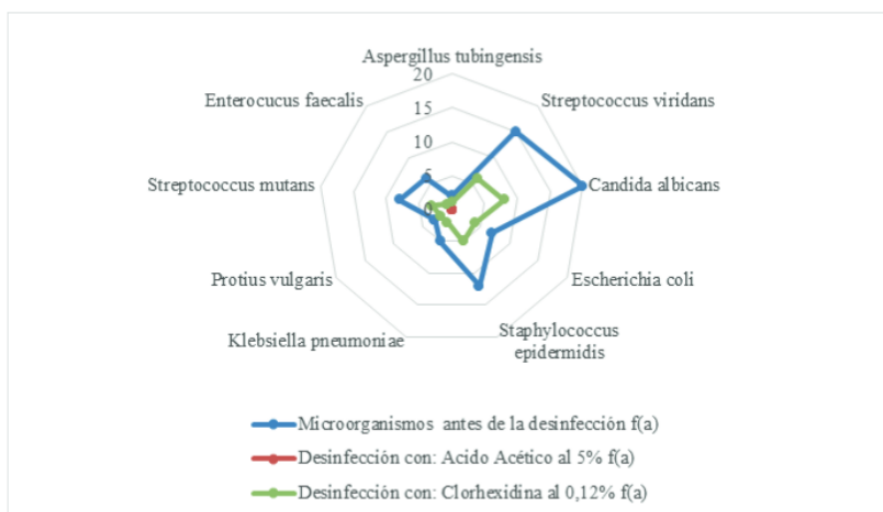 Aspergillus tubingensis
20
Enterocucus faecalis
Streptococcus viridans
15
10
Streptococcus mutans
5
Candida albicans
0
Protius vulgaris
Escherichia coli
Klebsiella pneumoniae
Staphylococcus
epidermidis
Microorganismos antes de la desinfección f(a)
Desinfección con: Acido Acético al 5% f(a)
Desinfección con: Clorhexidina al 0,12% f(a)